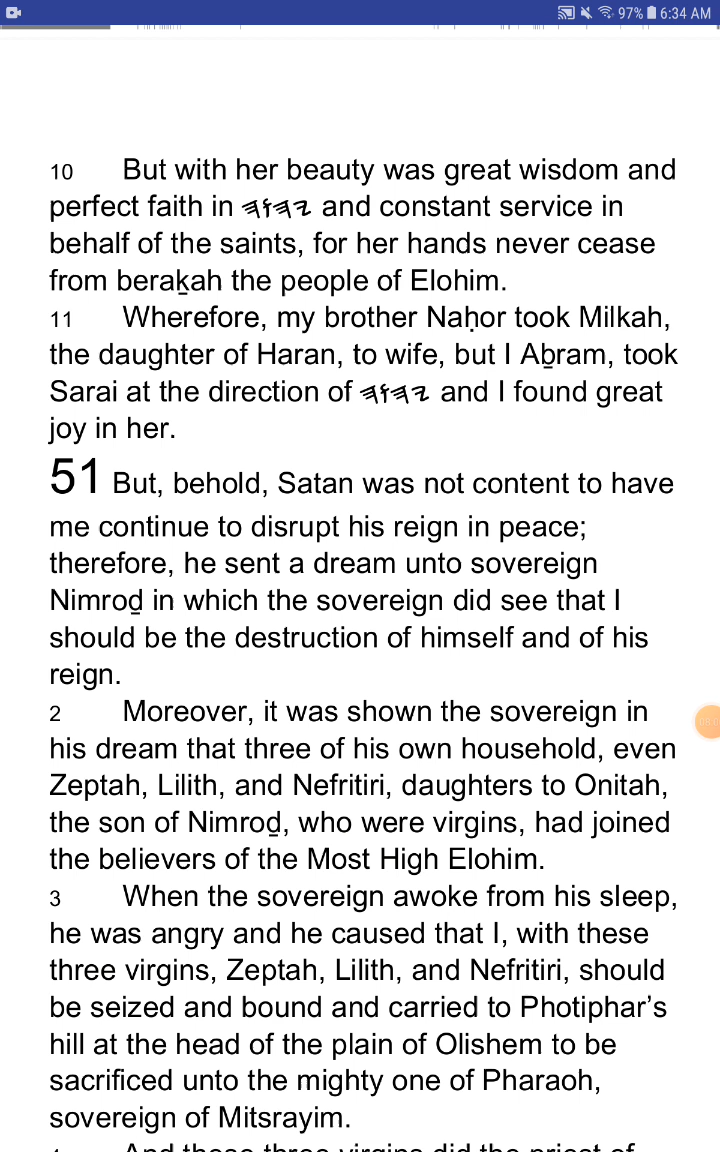 97% 6:34 AM
10 But with her beauty was great wisdom and
perfect faith in 𐤉𐤄𐤅𐤄 and constant service in
behalf of the saints, for her hands never cease
from beraḵah the people of Elohim.
11 Wherefore, my brother Naḥor took Milkah,
the daughter of Haran, to wife, but I Aḇram, took
Sarai at the direction of 𐤉𐤄𐤅𐤄 and I found great
joy in her.
51 But, behold, Satan was not content to have
me continue to disrupt his reign in peace;
therefore, he sent a dream unto sovereign
Nimroḏ in which the sovereign did see that I
should be the destruction of himself and of his
reign.
2 Moreover, it was shown the sovereign in
his dream that three of his own household, even
Zeptah, Lilith, and Nefritiri, daughters to Onitah,
the son of Nimroḏ, who were virgins, had joined
the believers of the Most High Elohim.
3 When the sovereign awoke from his sleep,
he was angry and he caused that I, with these
three virgins, Zeptah, Lilith, and Nefritiri, should
be seized and bound and carried to Photiphar’s
hill at the head of the plain of Olishem to be
sacrificed unto the mighty one of Pharaoh,
sovereign of Mitsrayim.
And these three virgins did the priest of